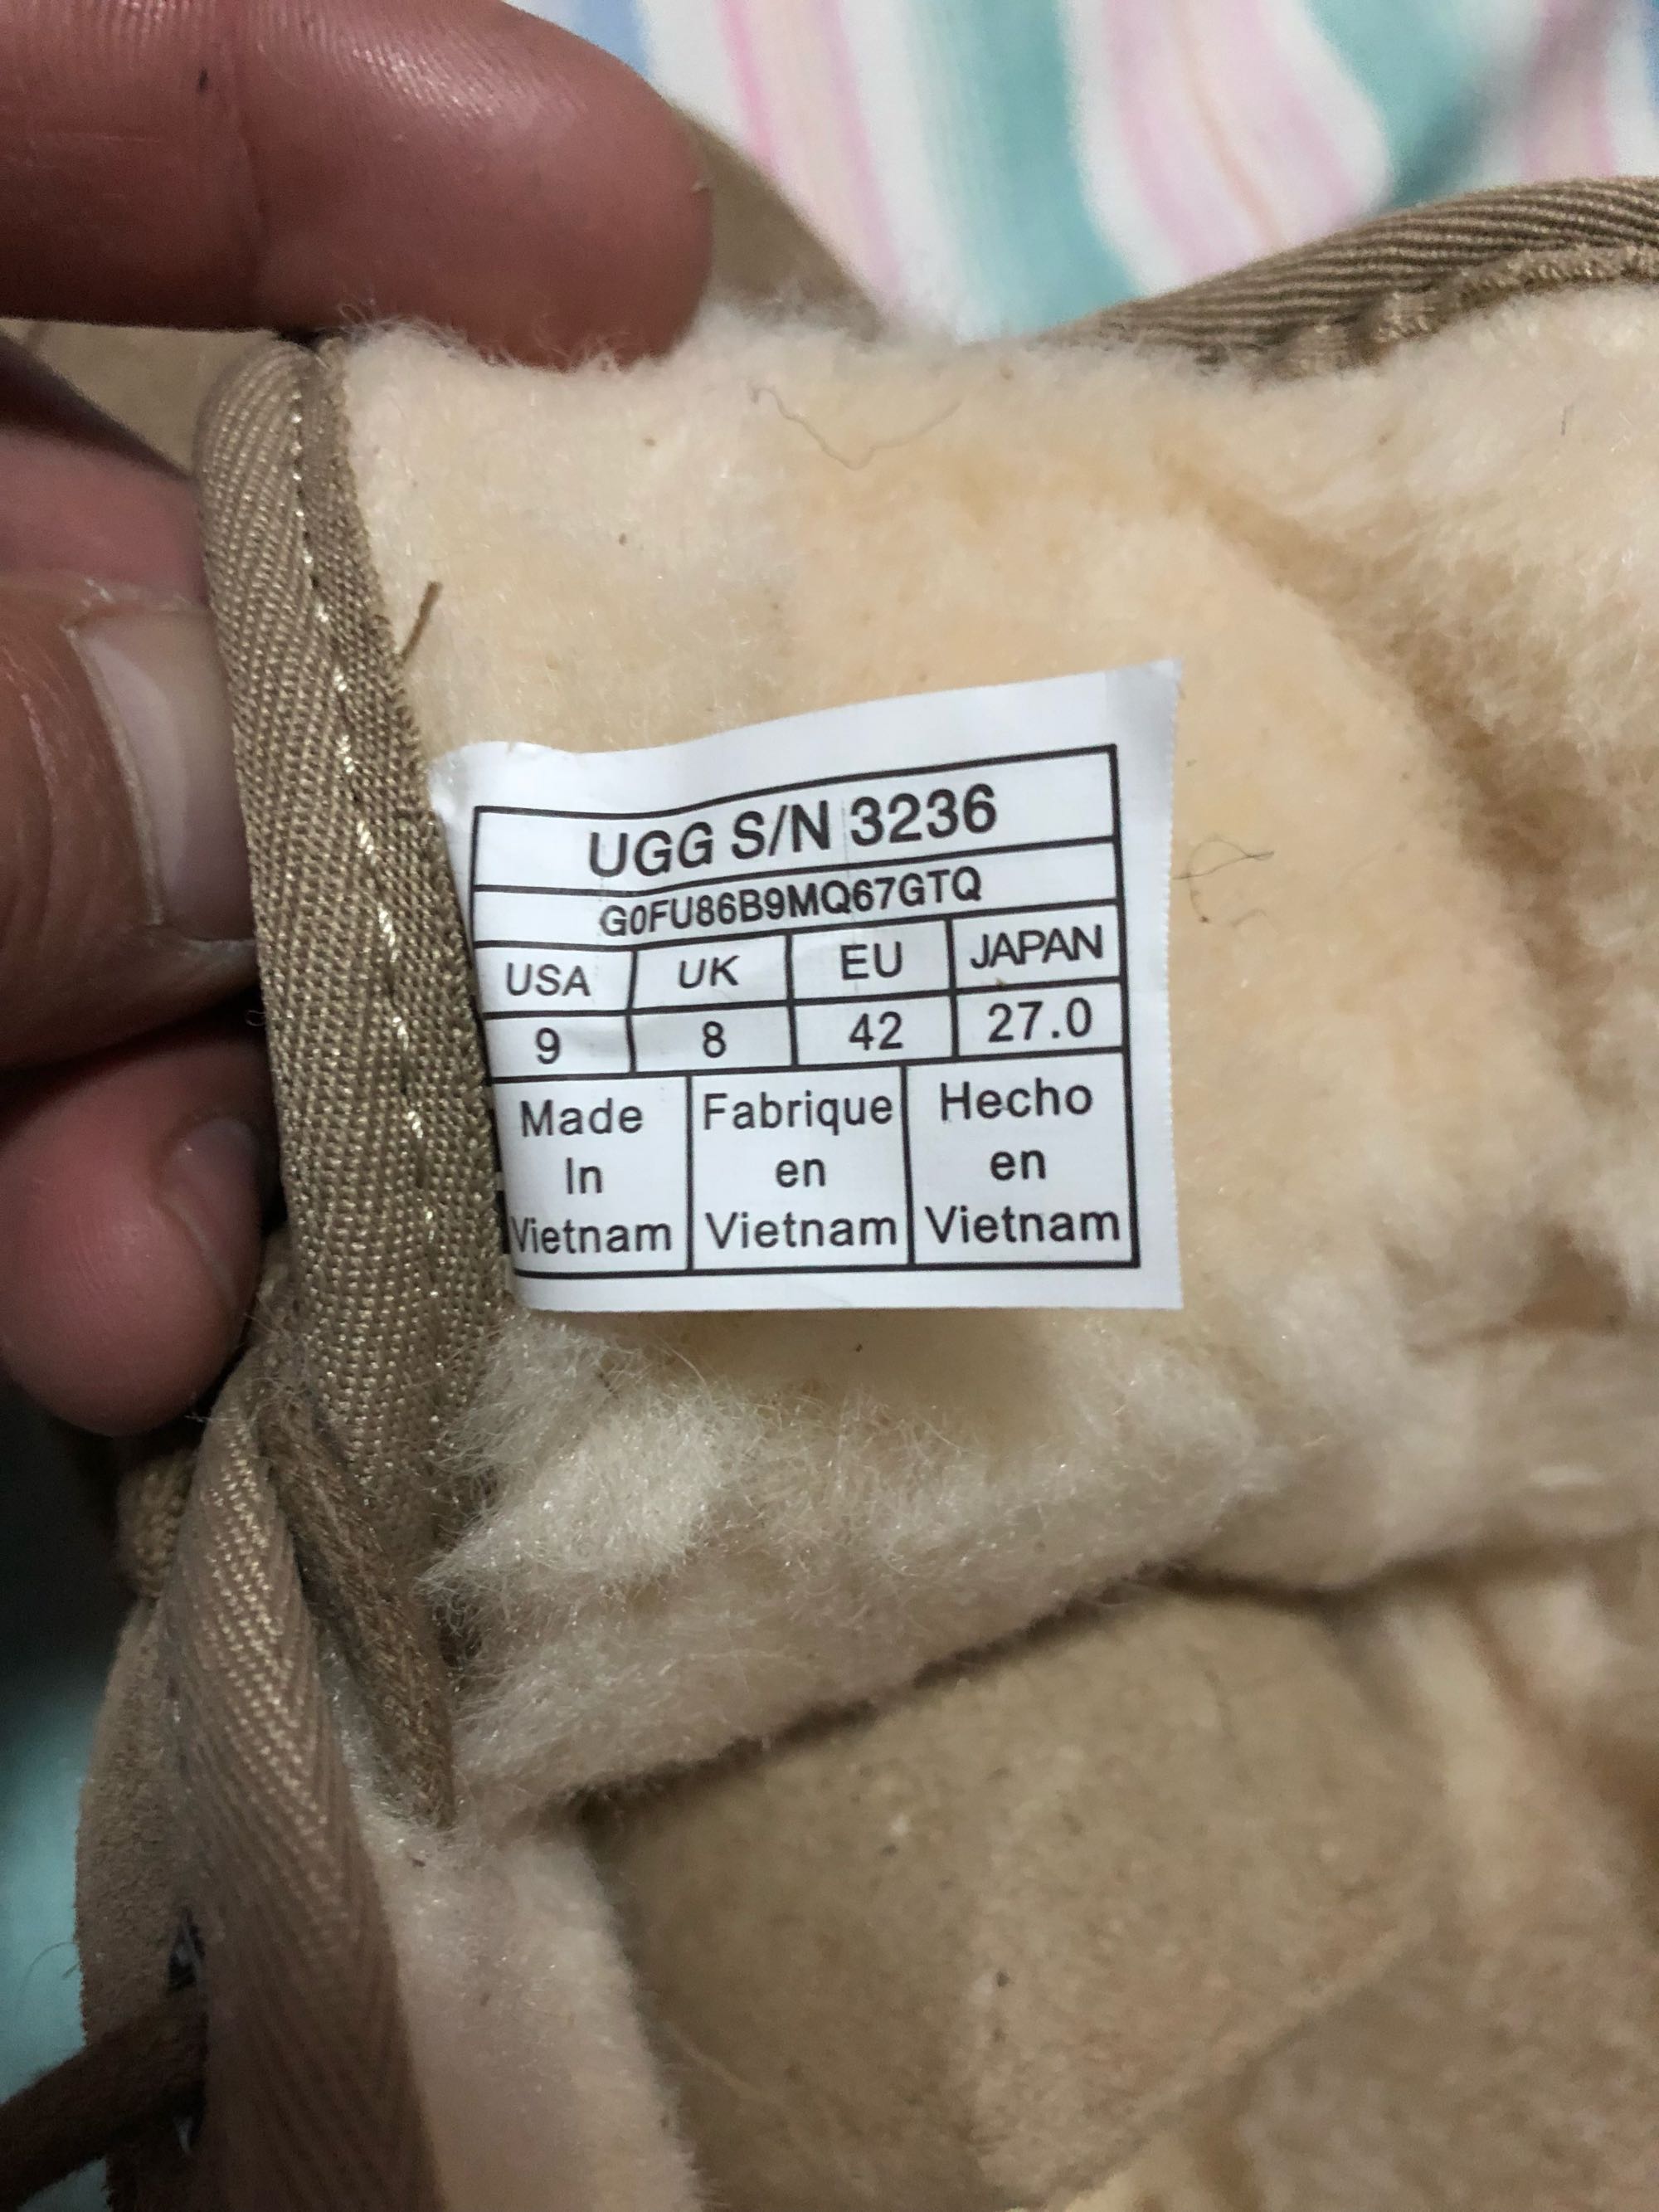 UGG S/N 3236
G0FU86B9MQ67GTQ
USA UK EU JAPAN
9 8 42 27.0
Made
In
Vietnam
Fabrique
en
Vietnam
Hecho
en
Vietnam